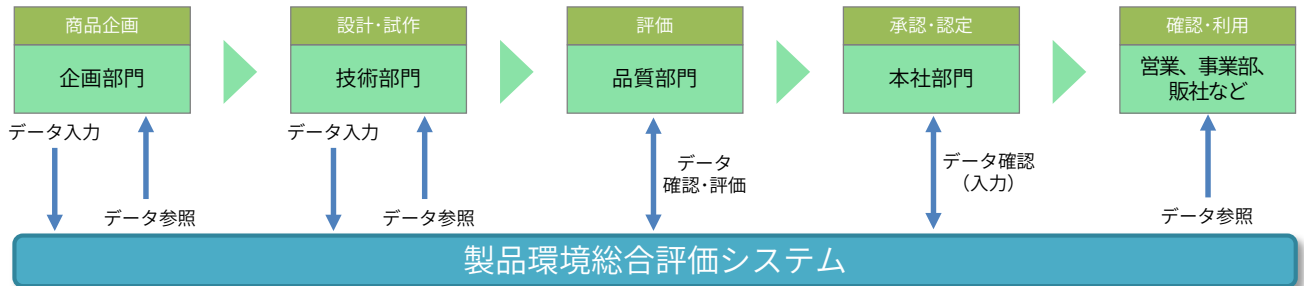 商品企画
企画部門
設計・試作
技術部門
評価
品質部門
承認・認定
本社部門
確認・利用
営業、事業部、
販社など
データ入力
データ参照
データ入力
データ参照
データ
確認・評価
データ確認
（入力）
データ参照
製品環境総合評価システム